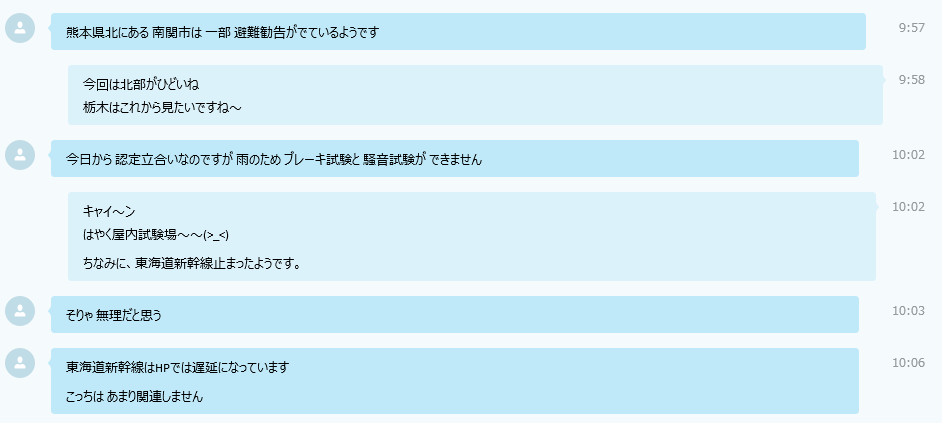 熊本県北にある 南関市は 一部 避難勧告がでているようです
9:57
今回は北部がひどいね
9:58
栃木はこれから見たいですね～
今日から 認定立合いなのですが 雨のため ブレーキ試験と 騒音試験が できません
10:02
キャイ～ン
10:02
はやく屋内試験場～～(>_<)
ちなみに、東海道新幹線止まったようです。
そりゃ 無理だと思う
10:03
東海道新幹線はHPでは遅延になっています
10:06
こっちは あまり関連しません